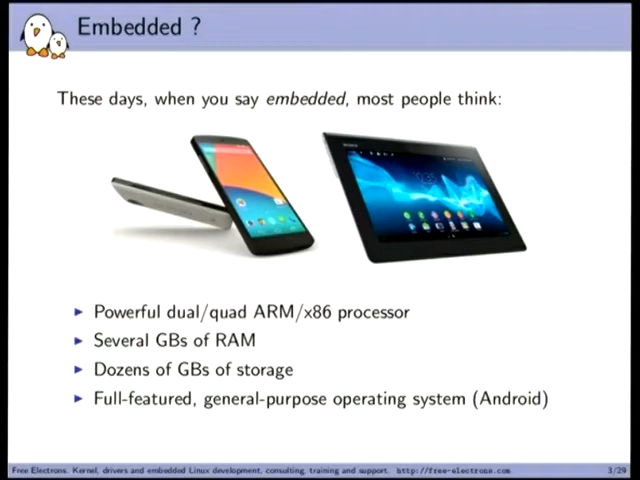 Embedded ?
These days, when you say embedded, most people think:
SONY
Powerful dual/quad ARM/x86 processor
Several GBs of RAM
Dozens of GBs of storage
Full-featured, general-purpose operating system (Android)
Free Electrons. Kernel, drivers and embedded Linux development, consulting, training and support. http://free-electrons.com 3/29